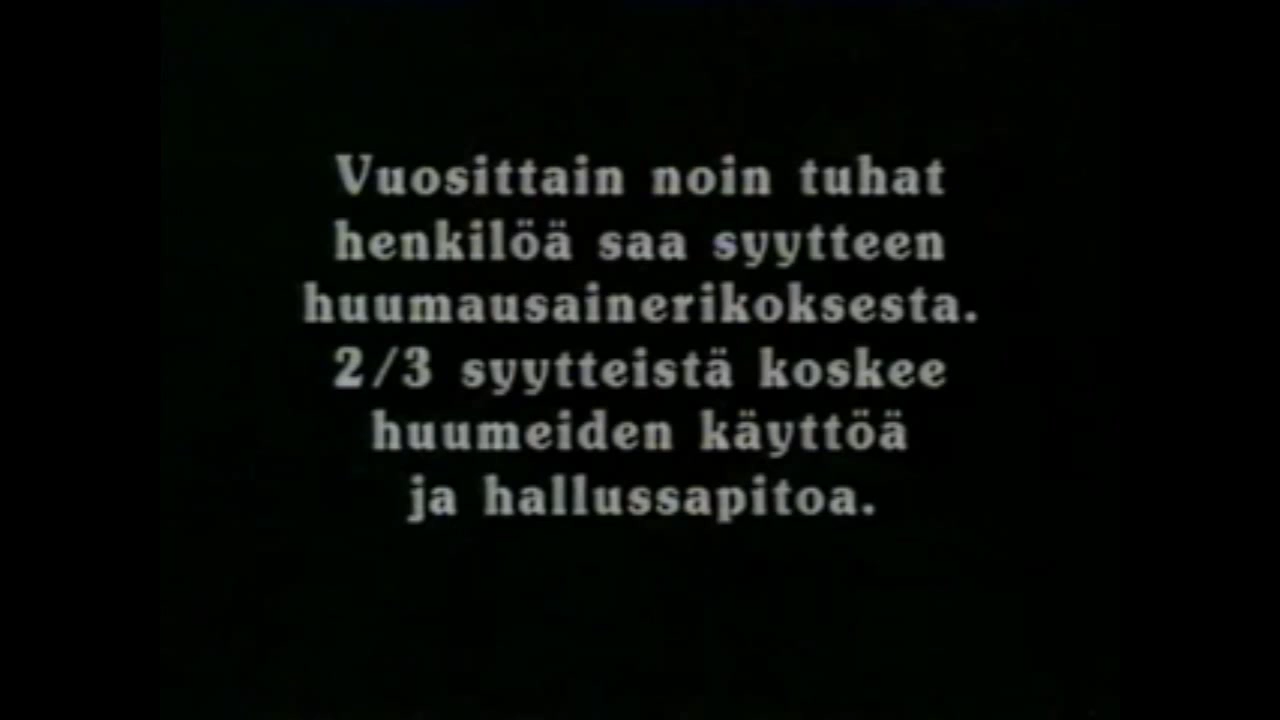 Vuosittain noin tuhat
henkilöä saa syytteen
huumausainerikoksesta.
2/3 syytteistä koskee
huumeiden käyttöä
ja hallussapitoa.